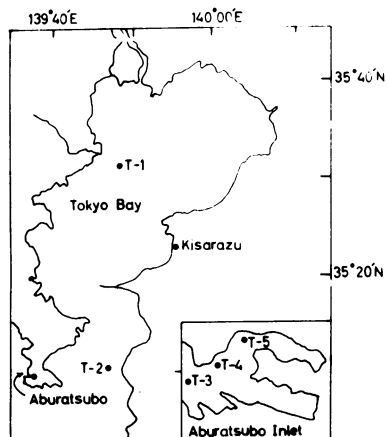 139°40'E 140°00'E
35°40'N
T-1
Tokyo Bay
Kisarazu
35°20'N
T-5
T-2
T-4
T-3
Aburatsubo
Aburatsubo Inlet